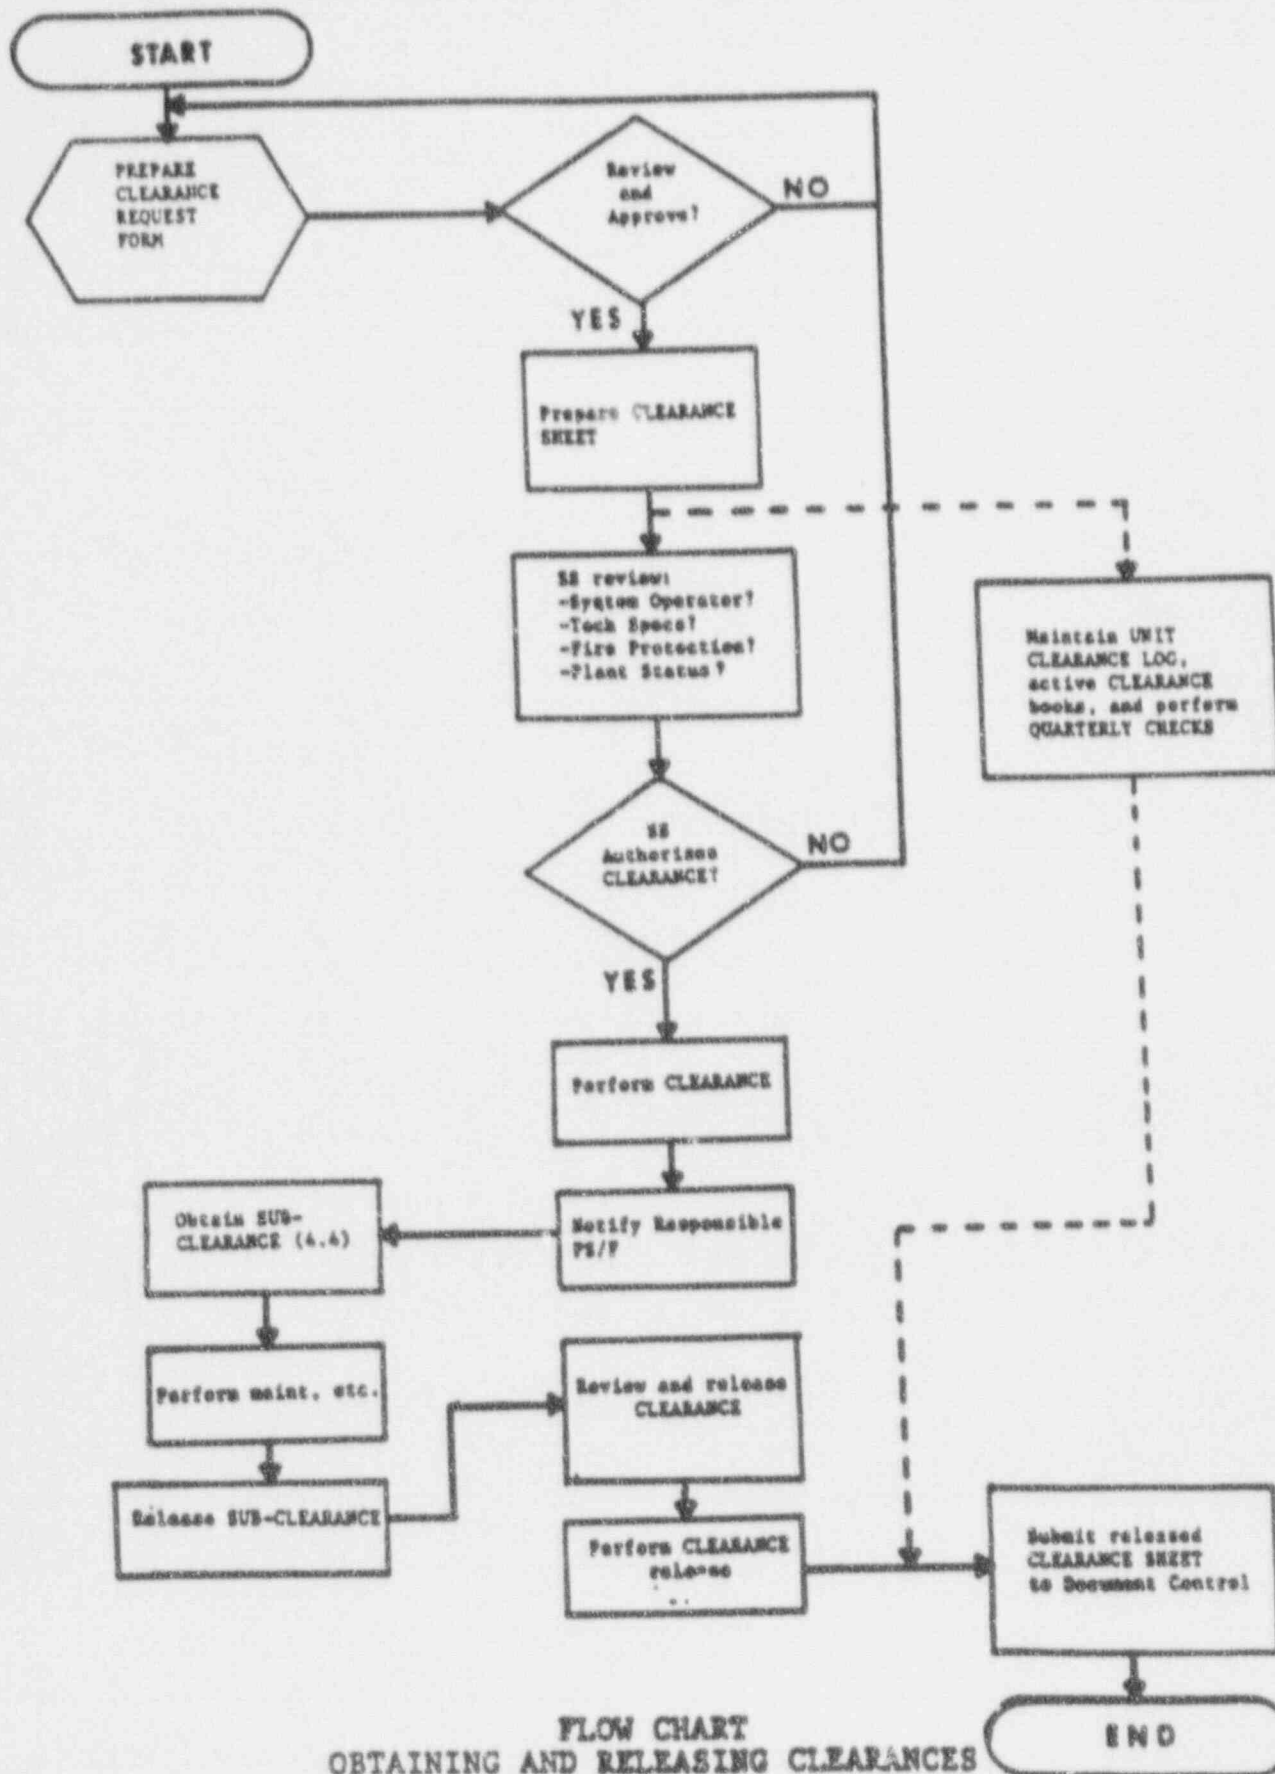 START
PREPARE
CLEARANCE
REQUEST
FORM
Review
and
Approve?
NO
YES
Prepare CLEARANCE
SHEET
SS review:
-System Operator?
-Tech Specs?
-Fire Protection?
-Plant Status?
Maintain UNIT
CLEARANCE LOG,
active CLEARANCE
books, and perform
QUARTERLY CHECKS
SS
Authorizes
CLEARANCE?
NO
YES
Perform CLEARANCE
Notify Responsible
PS/F
Obtain SUB-
CLEARANCE (4.4)
Perform maint. etc.
Release SUB-CLEARANCE
Review and release
CLEARANCE
Perform CLEARANCE
release
Submit released
CLEARANCE SHEET
to Document Control
END
FLOW CHART
OBTAINING AND RELEASING CLEARANCES